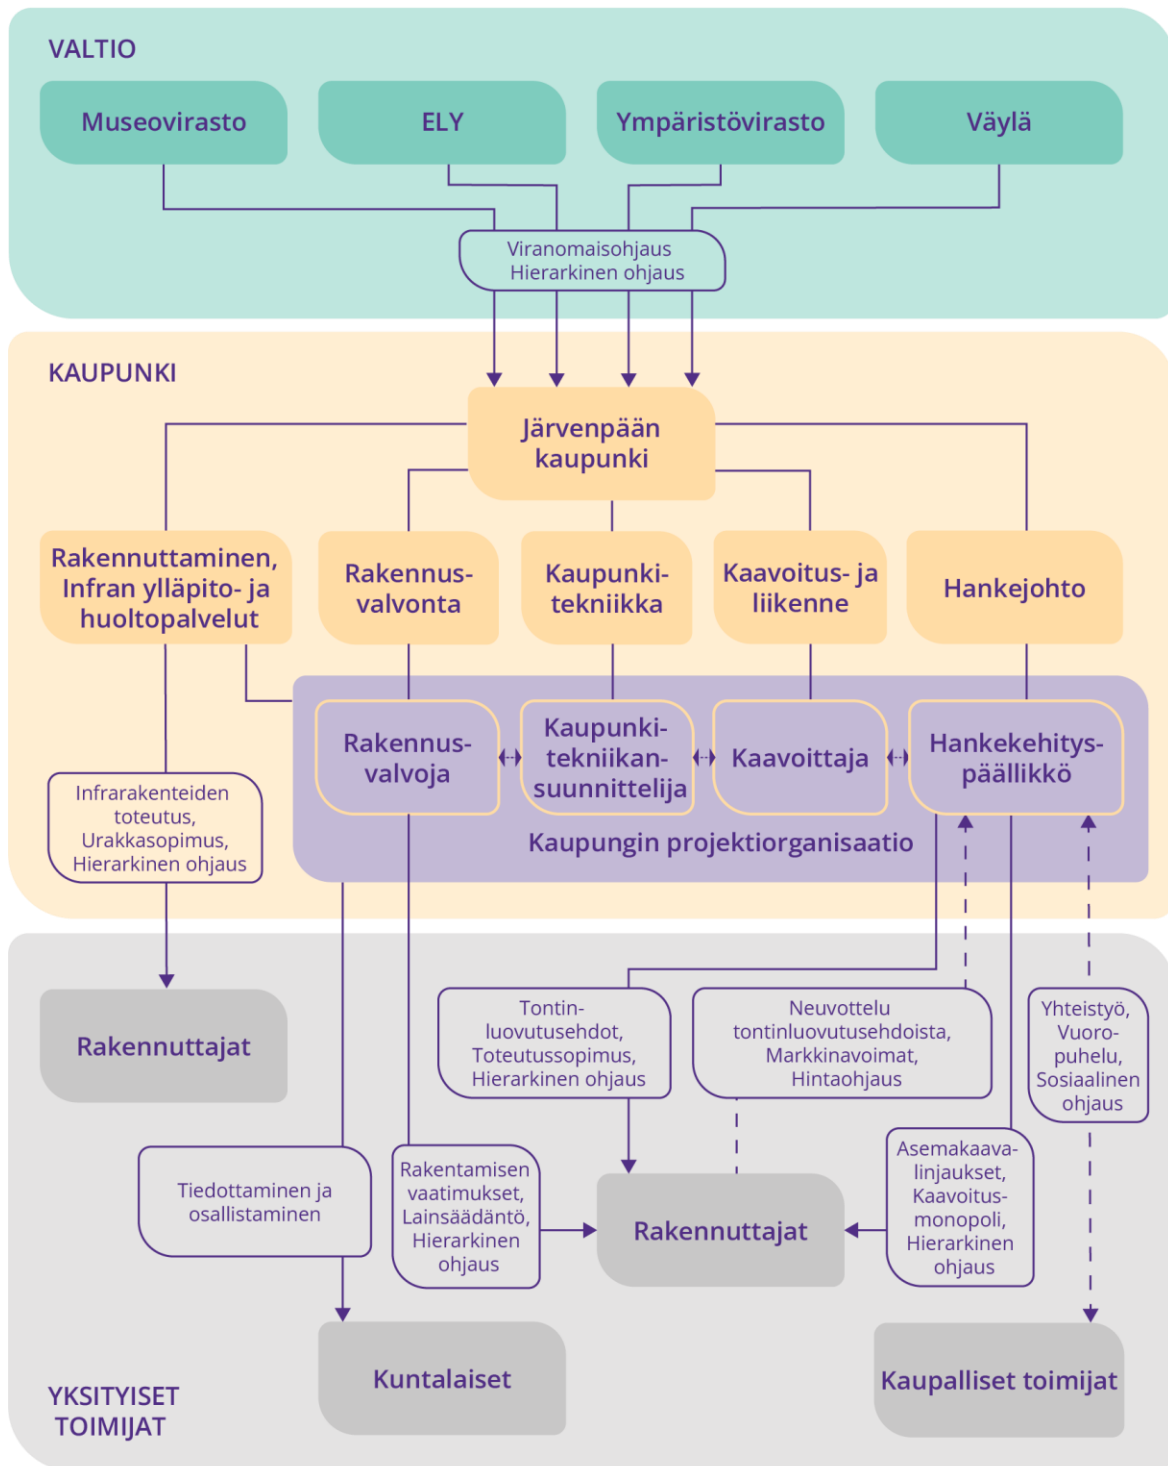 VALTIO
Museovirasto
ELY
Ympäristövirasto
Väylä
Viranomaisohjaus
Hierarkinen ohjaus
KAUPUNKI
Järvenpään
kaupunki
Rakennuttaminen,
Infran ylläpito- ja
huoltopalvelut
Rakennus-
valvonta
Kaupunki-
tekniikka
Kaavoitus- ja
liikenne
Hankejohto
Rakennus-
valvoja
Kaupunki-
tekniikan-
suunnittelija
Kaavoittaja
Hankekehitys-
päällikkö
Kaupungin projektiorganisaatio
Infrarakenteiden
toteutus,
Urakkasopimus,
Hierarkinen ohjaus
Rakennuttajat
Tontin-
luovutusehdot,
Toteutussopimus,
Hierarkinen ohjaus
Neuvottelu
tontinluovutusehdoista,
Markkinavoimat,
Hintaohjaus
Yhteistyö,
Vuoro-
puhelu,
Sosiaalinen
ohjaus
Tiedottaminen ja
osallistaminen
Rakentamisen
vaatimukset,
Lainsäädäntö,
Hierarkinen
ohjaus
Rakennuttajat
Asemakaava-
linjaukset,
Kaavoitus-
monopoli,
Hierarkinen
ohjaus
Kuntalaiset
Kaupalliset toimijat
YKSITYISET
TOIMIJAT